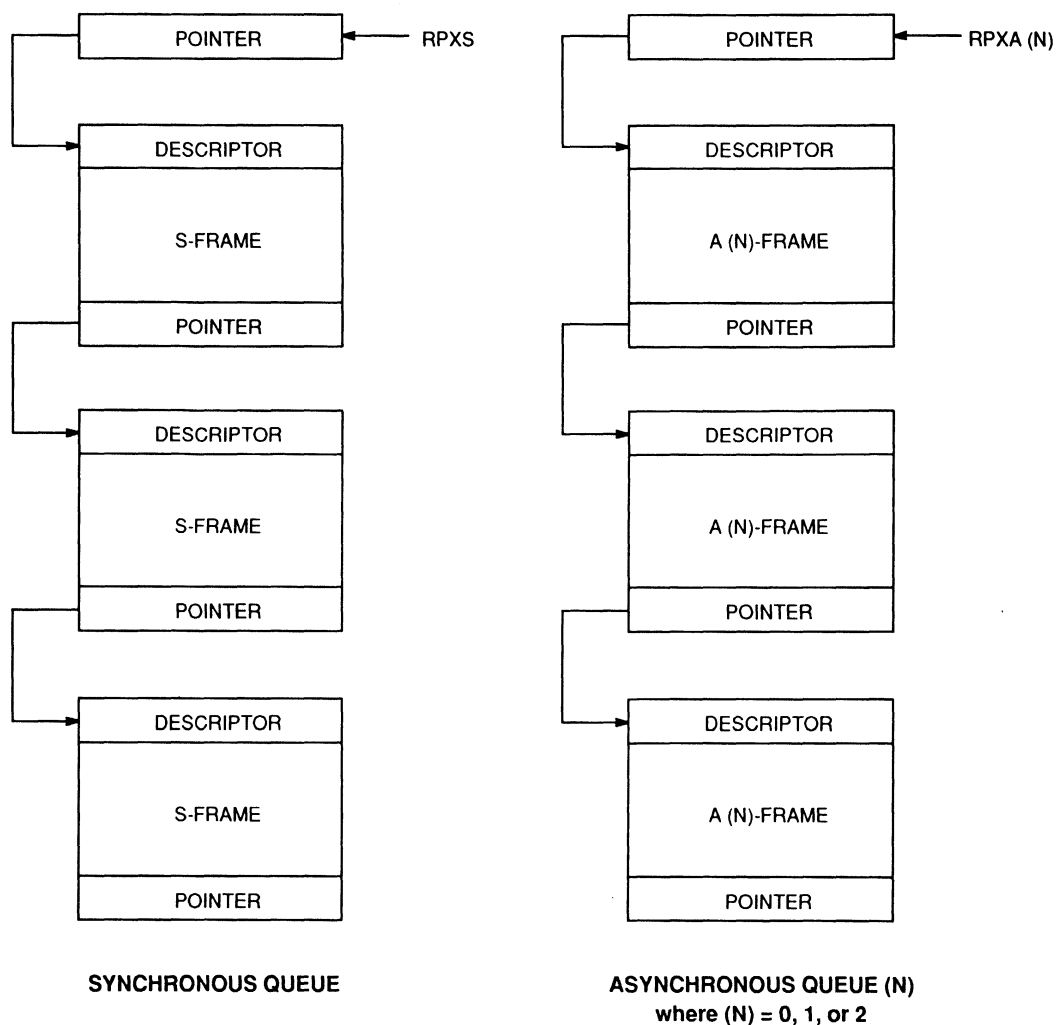 POINTER
RPXS
DESCRIPTOR
S-FRAME
POINTER
DESCRIPTOR
S-FRAME
POINTER
DESCRIPTOR
S-FRAME
POINTER
SYNCHRONOUS QUEUE
POINTER
RPXA (N)
DESCRIPTOR
A (N)-FRAME
POINTER
DESCRIPTOR
A (N)-FRAME
POINTER
DESCRIPTOR
A (N)-FRAME
POINTER
ASYNCHRONOUS QUEUE (N)
where (N) = 0, 1, or 2